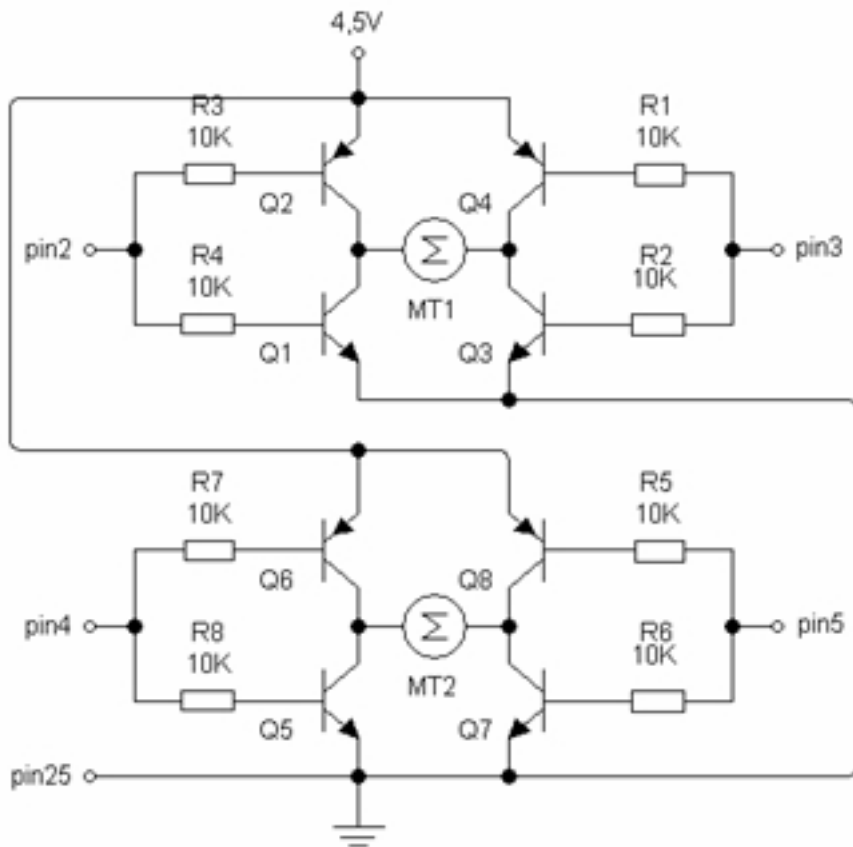 4,5V
R3
10K
R1
10K
Q2
Q4
pin2
R4
10K
MT1
R2
10K
pin3
Q1
Q3
R7
10K
R5
10K
Q6
Q8
pin4
R8
10K
MT2
R6
10K
pin5
Q5
Q7
pin25